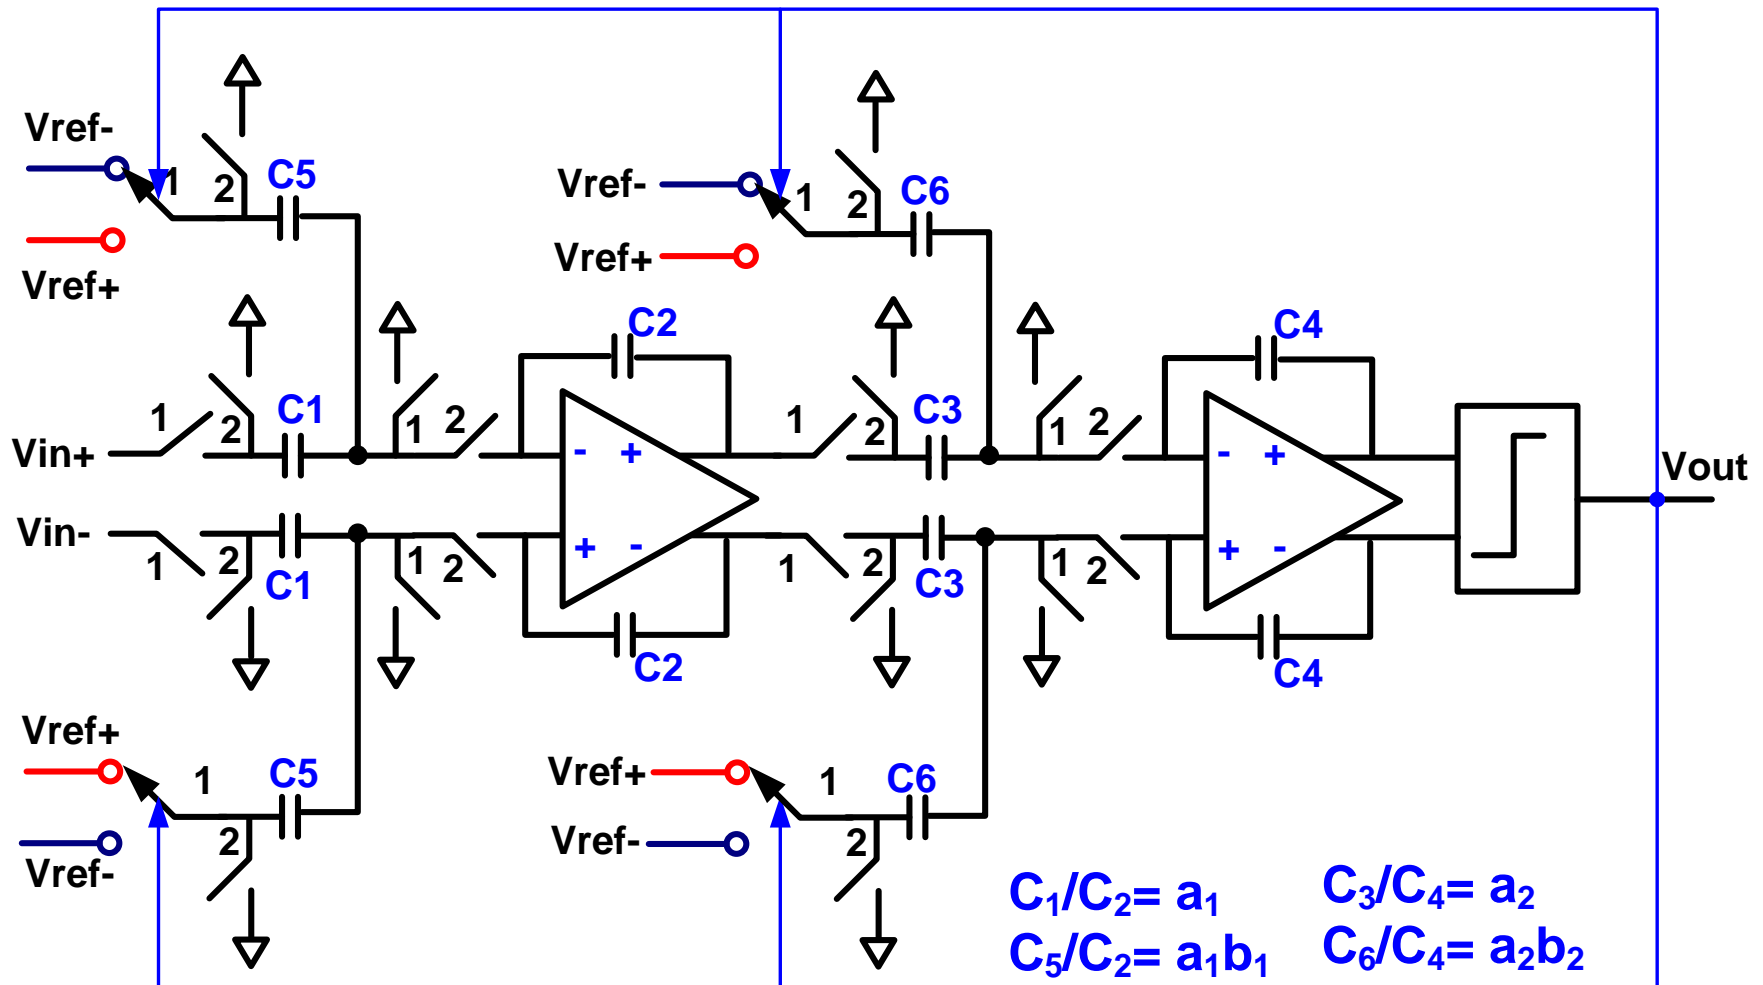 Vref-
1
2
C5
Vref+
Vref-
1
2
C6
Vref+
C2
C4
Vin+
1
2
C1
1
2
- +
1
2
C3
1
2
- +
Vout
Vin-
1
2
C1
1
2
+ -
1
2
C3
1
2
+ -
C2
C4
Vref+
1
C5
2
Vref-
Vref+
1
C6
2
Vref-
C₁/C₂= a₁
C₃/C₄= a₂
C₅/C₂= a₁b₁
C₆/C₄= a₂b₂